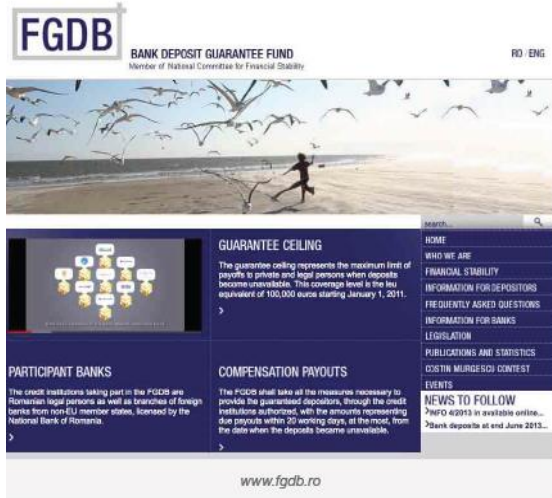 FGDB
BANK DEPOSIT GUARANTEE FUND
Member of National Committee for Financial Stability
RO / ENG
search...
HOME
WHO WE ARE
FINANCIAL STABILITY
INFORMATION FOR DEPOSITORS
FREQUENTLY ASKED QUESTIONS
INFORMATION FOR BANKS
LEGISLATION
PUBLICATIONS AND STATISTICS
COSTIN MURGESCU CONTEST
EVENTS
GUARANTEE CEILING
The guarantee ceiling represents the maximum limit of
payoffs to private and legal persons when deposits
become unavailable. This coverage level is the leu
equivalent of 100,000 euros starting January 1, 2011.
>
PARTICIPANT BANKS
The credit institutions taking part in the FGDB are
Romanian legal persons as well as branches of foreign
banks from non-EU member states, licensed by the
National Bank of Romania.
>
COMPENSATION PAYOUTS
The FGDB shall take all the measures necessary to
provide the guaranteed depositors, through the credit
institutions authorized, with the amounts representing
due payouts within 20 working days, at the most, from
the date when the deposits became unavailable.
>
NEWS TO FOLLOW
>INFO 4/2013 in available online...
>Bank deposits at end June 2013...
www.fgdb.ro